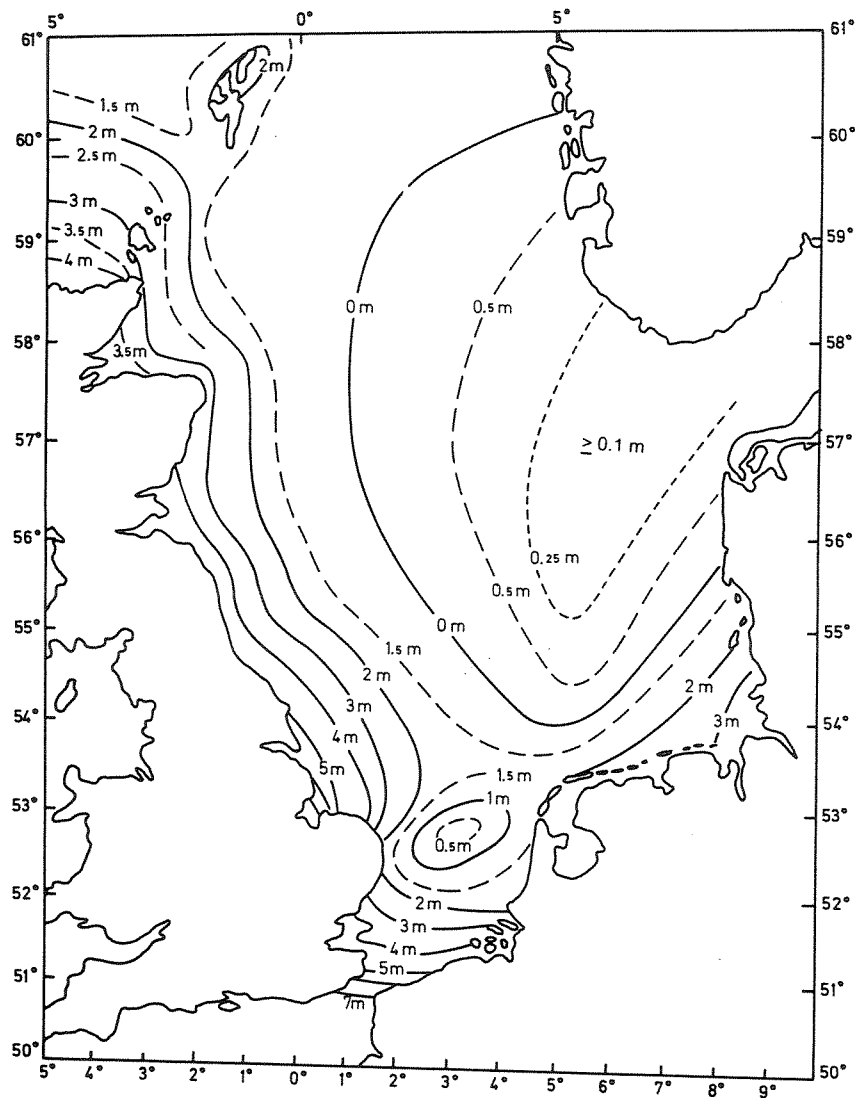 5° 0° 5°
61° 61°
2m
1.5 m
60° 2 m 60°
2.5 m
3 m
59° 3.5 m 59°
4 m
0 m 0.5 m
58° 58°
3.5m
57° ≥ 0.1 m 57°
56° 56°
0.25 m
0.5 m
55° 0 m 55°
1.5 m
2 m
2 m
54° 3 m 3 m 54°
4 m
5 m 1.5 m
53° 1m 53°
0.5m
52° 2 m 52°
3 m
4 m
51° 5m 51°
7m
50° 50°
5° 4° 3° 2° 1° 0° 1° 2° 3° 4° 5° 6° 7° 8° 9°